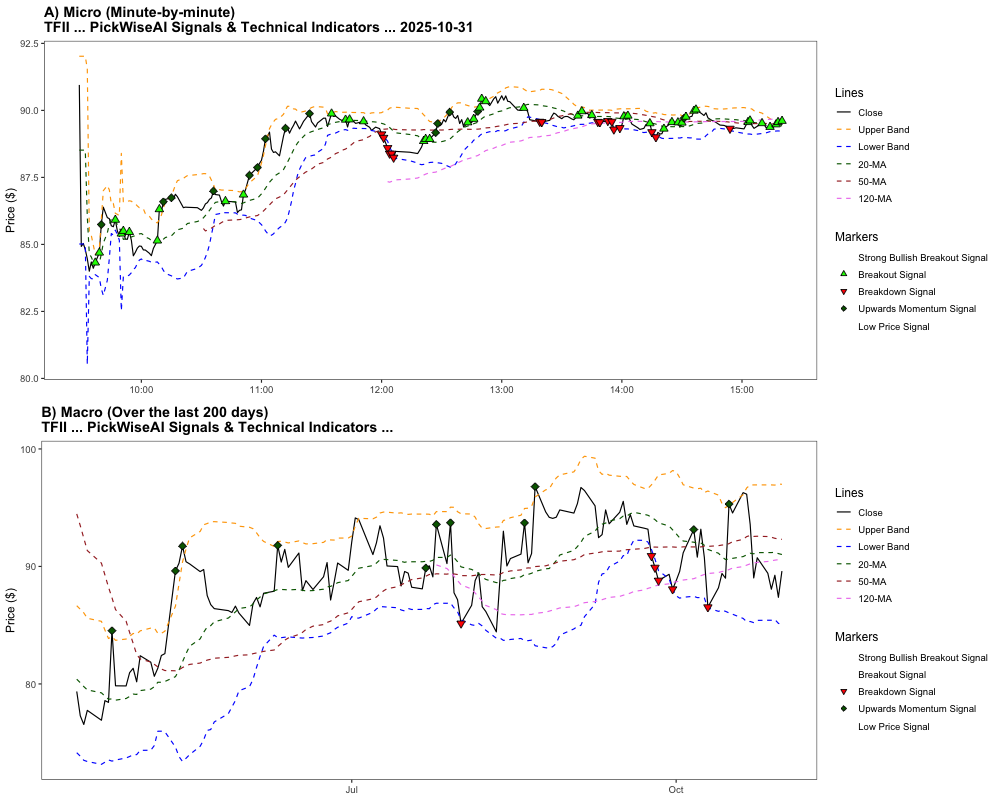 A) Micro (Minute-by-minute)
TFII ... PickWiseAI Signals & Technical Indicators ... 2025-10-31
Price ($)
92.5
90.0
87.5
85.0
82.5
80.0
10:00
11:00
12:00
13:00
14:00
15:00
Lines
Close
Upper Band
Lower Band
20-MA
50-MA
120-MA
Markers
Strong Bullish Breakout Signal
Breakout Signal
Breakdown Signal
Upwards Momentum Signal
Low Price Signal
B) Macro (Over the last 200 days)
TFII ... PickWiseAI Signals & Technical Indicators ...
Price ($)
100
90
80
Jul
Oct
Lines
Close
Upper Band
Lower Band
20-MA
50-MA
120-MA
Markers
Strong Bullish Breakout Signal
Breakout Signal
Breakdown Signal
Upwards Momentum Signal
Low Price Signal